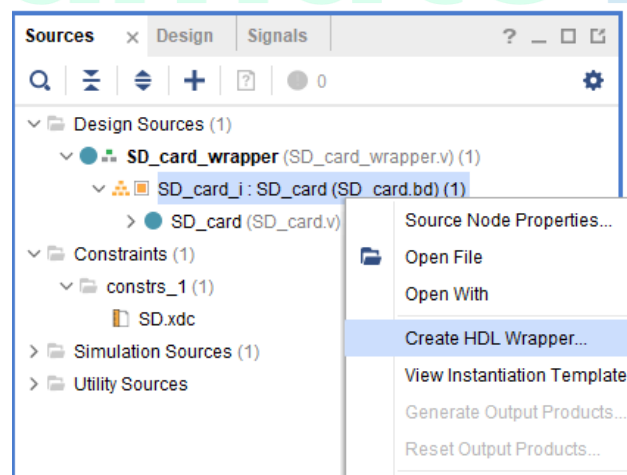 Sources × Design Signals ? _
? 0
Design Sources (1)
SD_card_wrapper (SD_card_wrapper.v) (1)
SD_card_i : SD_card (SD_card.bd) (1)
SD_card (SD_card.v)
Source Node Properties...
Constraints (1)
Open File
constrs_1 (1)
Open With
SD.xdc
Create HDL Wrapper...
Simulation Sources (1)
View Instantiation Template
Utility Sources
Generate Output Products...
Reset Output Products...